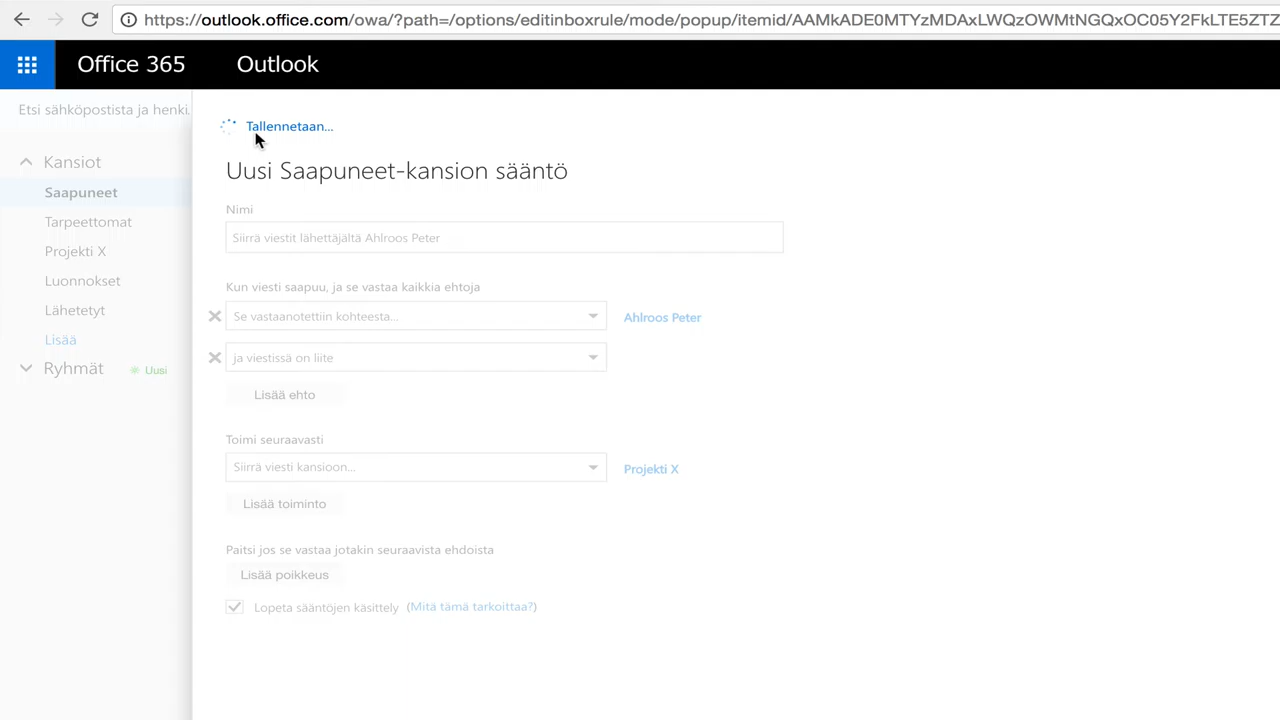 https://outlook.office.com/owa/?path=/options/editinboxrule/mode/popup/itemid/AAMkADE0MTYzMDAxLWQzOWMtNGQxOC05Y2FkLTE5ZTZ
Office 365 Outlook
Etsi sähköpostista ja henki.
Tallennetaan...
Kansiot
Saapuneet
Tarpeettomat
Projekti X
Luonnokset
Lähetetyt
Lisää
Ryhmät Uusi
Uusi Saapuneet-kansion sääntö
Nimi
Siirrä viestit lähettäjältä Ahlroos Peter
Kun viesti saapuu, ja se vastaa kaikkia ehtoja
Se vastaanotettiin kohteesta... Ahlroos Peter
ja viestissä on liite
Lisää ehto
Toimi seuraavasti
Siirrä viesti kansioon... Projekti X
Lisää toiminto
Paitsi jos se vastaa jotakin seuraavista ehdoista
Lisää poikkeus
Lopeta sääntöjen käsittely (Mitä tämä tarkoittaa?)